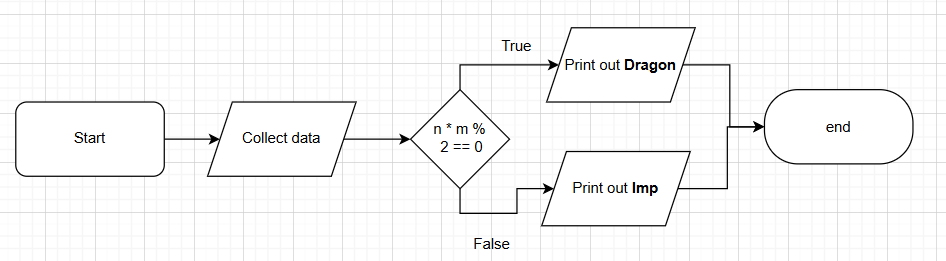 True
Print out Dragon
Start
Collect data
n * m %
2 == 0
end
Print out Imp
False